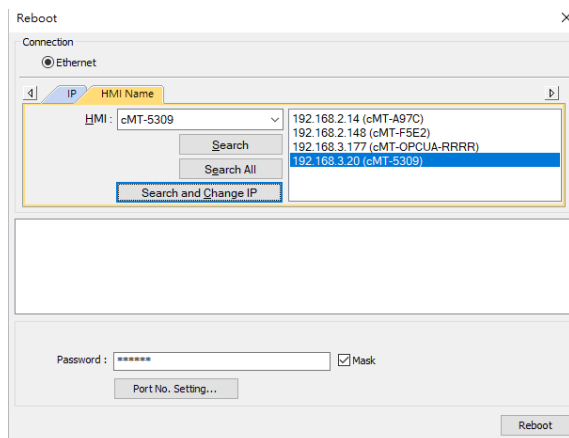 Reboot
Connection
Ethernet
IP HMI Name
HMI : cMT-5309
Search
Search All
Search and Change IP
192.168.2.14 (cMT-A97C)
192.168.2.148 (cMT-F5E2)
192.168.3.177 (cMT-OPCUA-RRRR)
192.168.3.20 (cMT-5309)
Password : ****** Mask
Port No. Setting...
Reboot